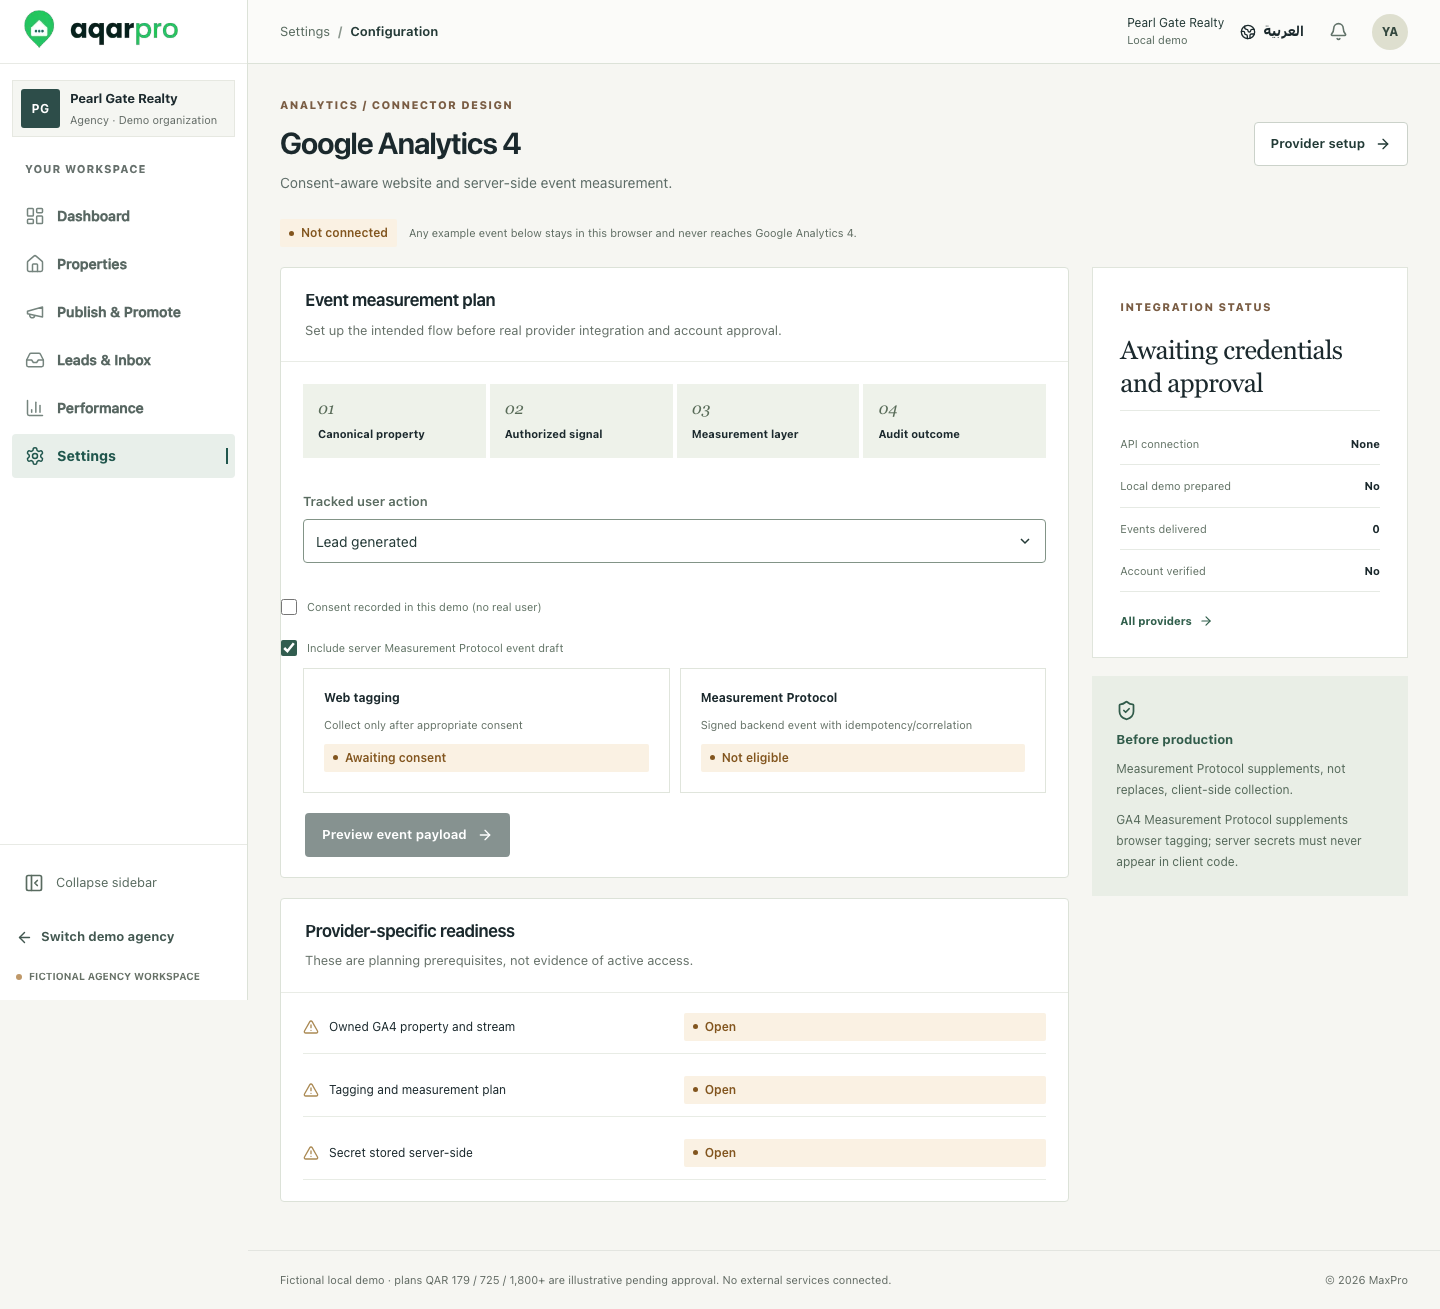 aqarpro
PG
Pearl Gate Realty
Agency · Demo organization
YOUR WORKSPACE
Dashboard
Properties
Publish & Promote
Leads & Inbox
Performance
Settings
Collapse sidebar
Switch demo agency
FICTIONAL AGENCY WORKSPACE
Settings / Configuration
Pearl Gate Realty
Local demo
العربية
YA
ANALYTICS / CONNECTOR DESIGN
Google Analytics 4
Consent-aware website and server-side event measurement.
Provider setup
Not connected
Any example event below stays in this browser and never reaches Google Analytics 4.
Event measurement plan
Set up the intended flow before real provider integration and account approval.
01
Canonical property
02
Authorized signal
03
Measurement layer
04
Audit outcome
Tracked user action
Lead generated
Consent recorded in this demo (no real user)
Include server Measurement Protocol event draft
Web tagging
Collect only after appropriate consent
Awaiting consent
Measurement Protocol
Signed backend event with idempotency/correlation
Not eligible
Preview event payload
Provider-specific readiness
These are planning prerequisites, not evidence of active access.
Owned GA4 property and stream
Open
Tagging and measurement plan
Open
Secret stored server-side
Open
INTEGRATION STATUS
Awaiting credentials
and approval
API connection None
Local demo prepared No
Events delivered 0
Account verified No
All providers
Before production
Measurement Protocol supplements, not
replaces, client-side collection.
GA4 Measurement Protocol supplements
browser tagging; server secrets must never
appear in client code.
Fictional local demo · plans QAR 179 / 725 / 1,800+ are illustrative pending approval. No external services connected.
© 2026 MaxPro